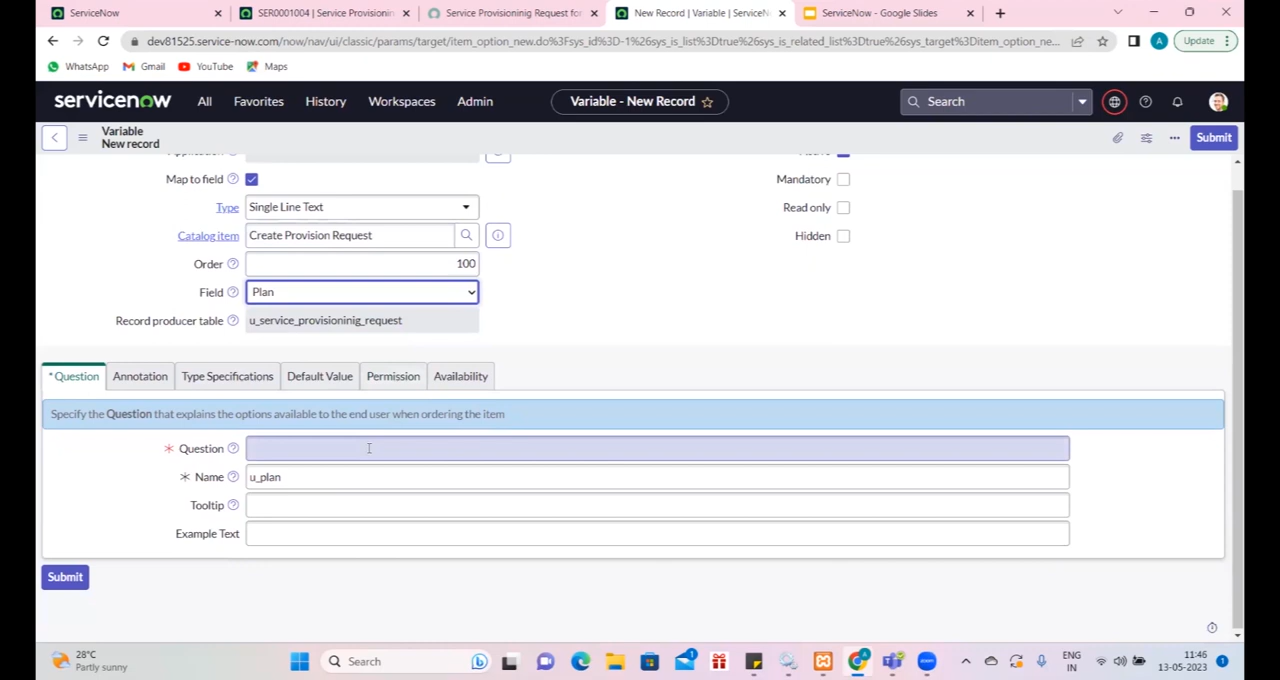 ServiceNow
SER0001004 | Service Provisionin
Service Provisioninig Request for
New Record | Variable | ServiceN
ServiceNow - Google Slides
dev81525.service-now.com/now/nav/ui/classic/params/target/item_option_new.do%3Fsys_id%3D-1%26sys_is_list%3Dtrue%26sys_is_related_list%3Dtrue%26sys_target%3Ditem_option_ne...
A
Update
WhatsApp
Gmail
YouTube
Maps
servicenow
All
Favorites
History
Workspaces
Admin
Variable - New Record
Search
Variable
New record
Submit
Map to field
Mandatory
Type
Single Line Text
Read only
Catalog item
Create Provision Request
Hidden
Order
100
Field
Plan
Record producer table
u_service_provisioninig_request
* Question
Annotation
Type Specifications
Default Value
Permission
Availability
Specify the Question that explains the options available to the end user when ordering the item
Question
Name
u_plan
Tooltip
Example Text
Submit
28°C
Partly sunny
Search
ENG
IN
11:46
13-05-2023
1